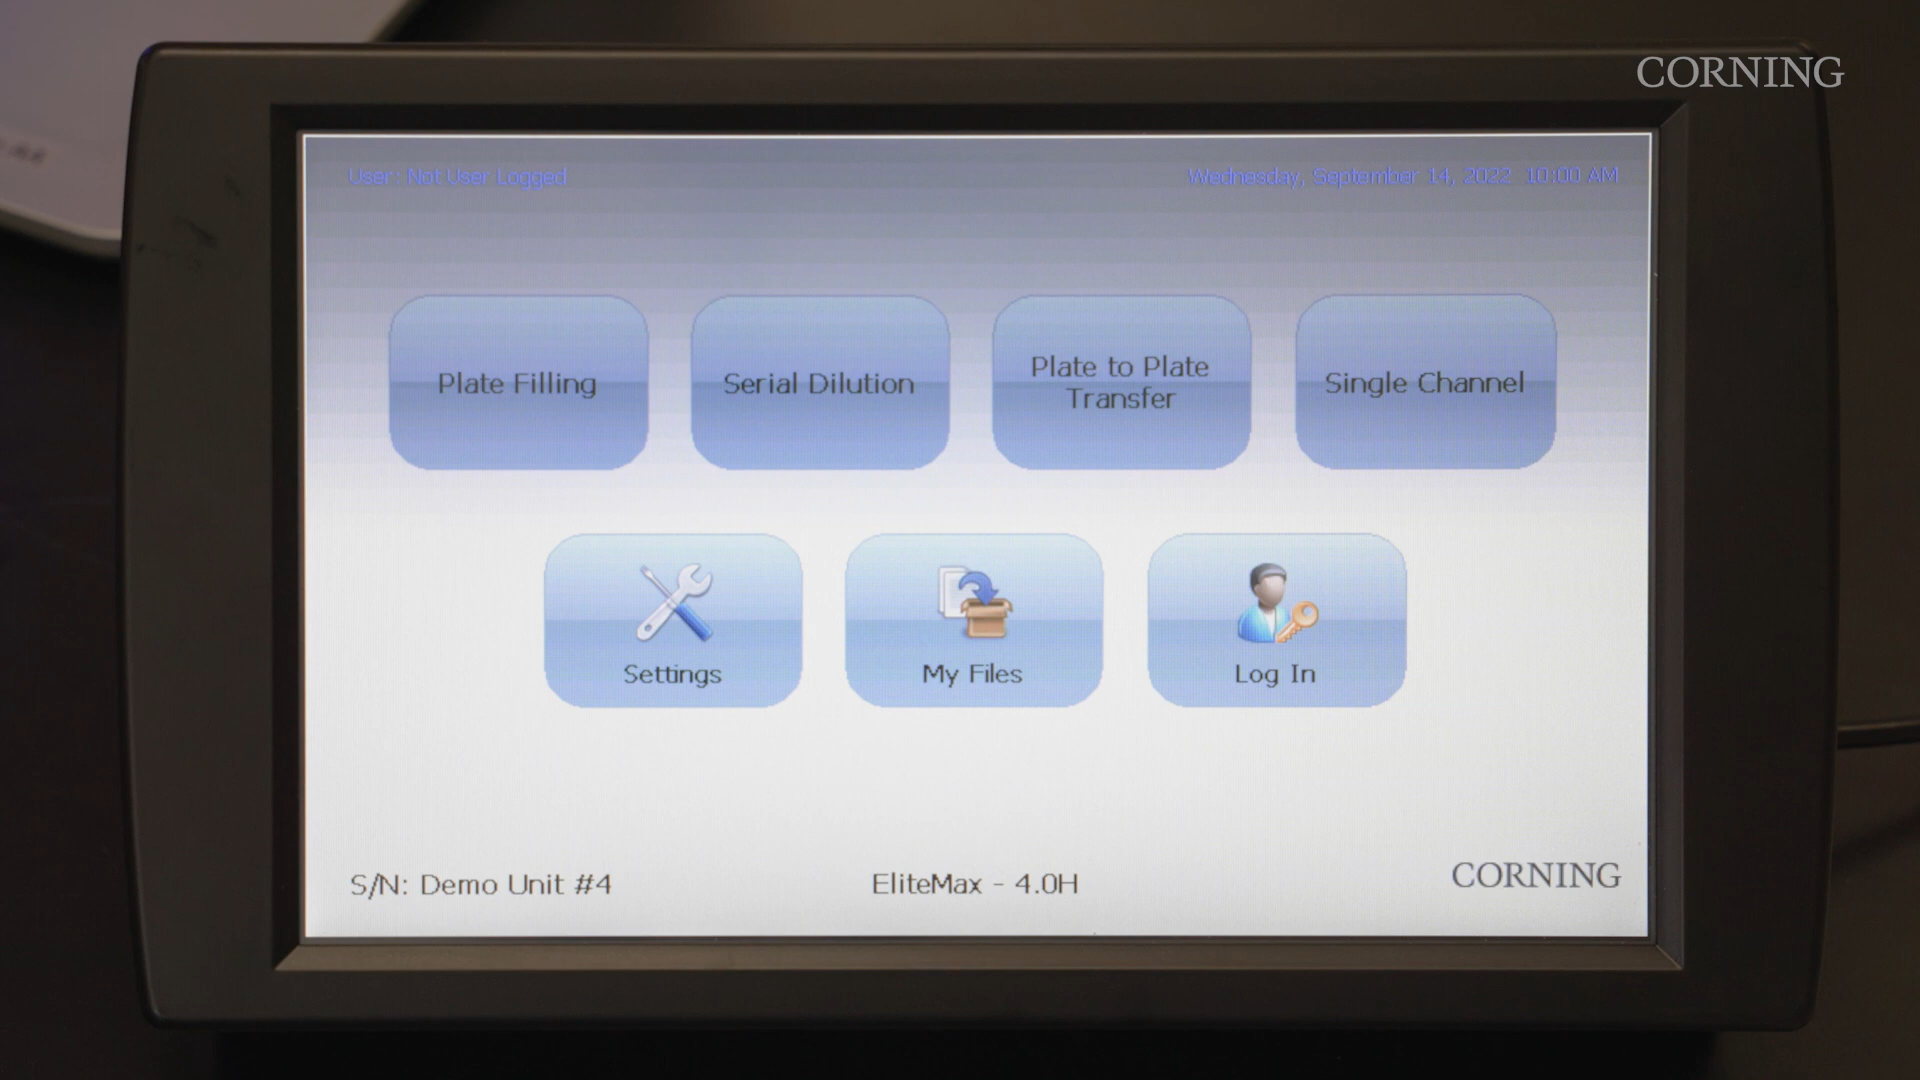 CORNING
User: Not User Logged
Wednesday, September 14, 2022 10:00 AM
Plate Filling
Serial Dilution
Plate to Plate
Transfer
Single Channel
Settings
My Files
Log In
S/N: Demo Unit #4
EliteMax - 4.0H
CORNING